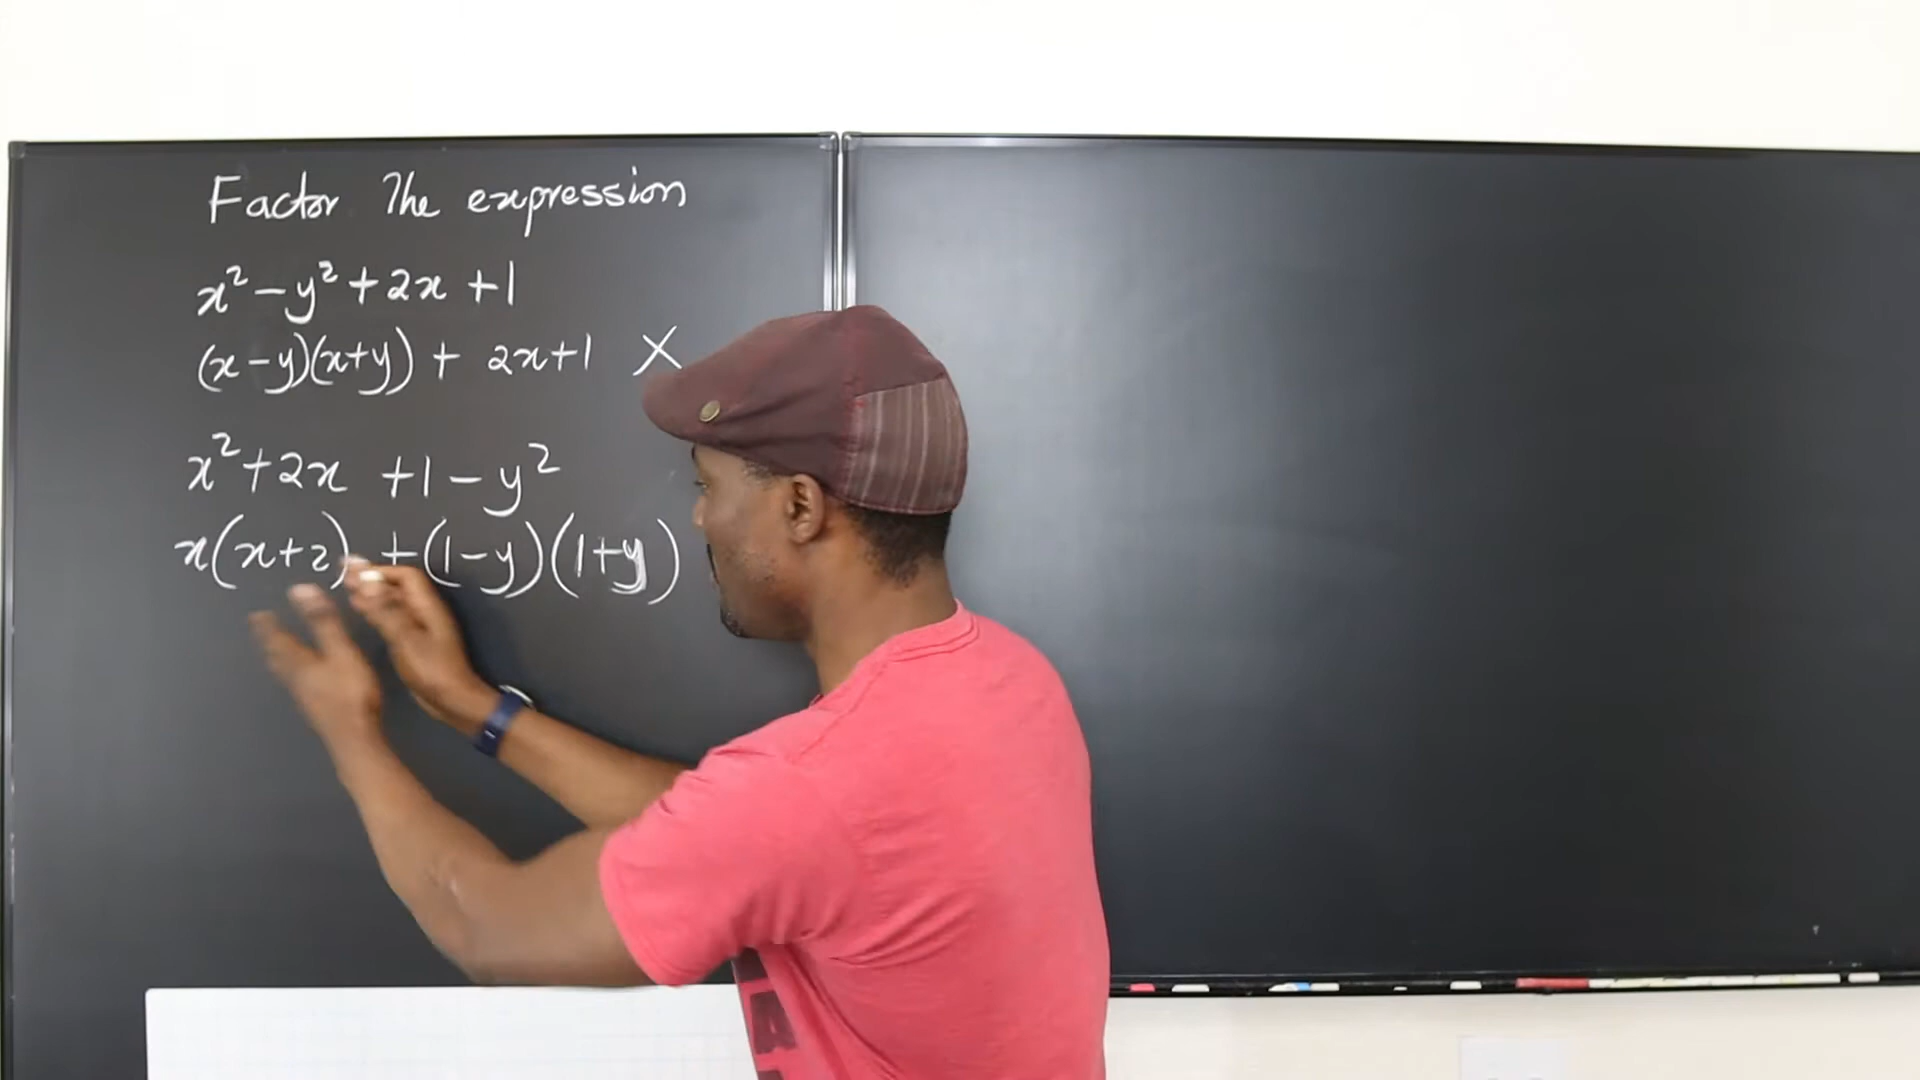 Factor The expression
x² - y² + 2x + 1
(x - y)(x+y) + 2x+1 X
x² + 2x + 1 - y²
x(x+2) + (1-y)(1+y)